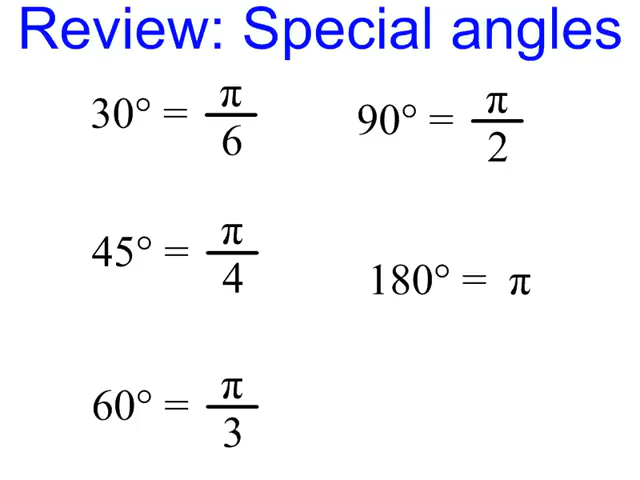 Review: Special angles
30° = π/6
90° = π/2
45° = π/4
180° = π
60° = π/3